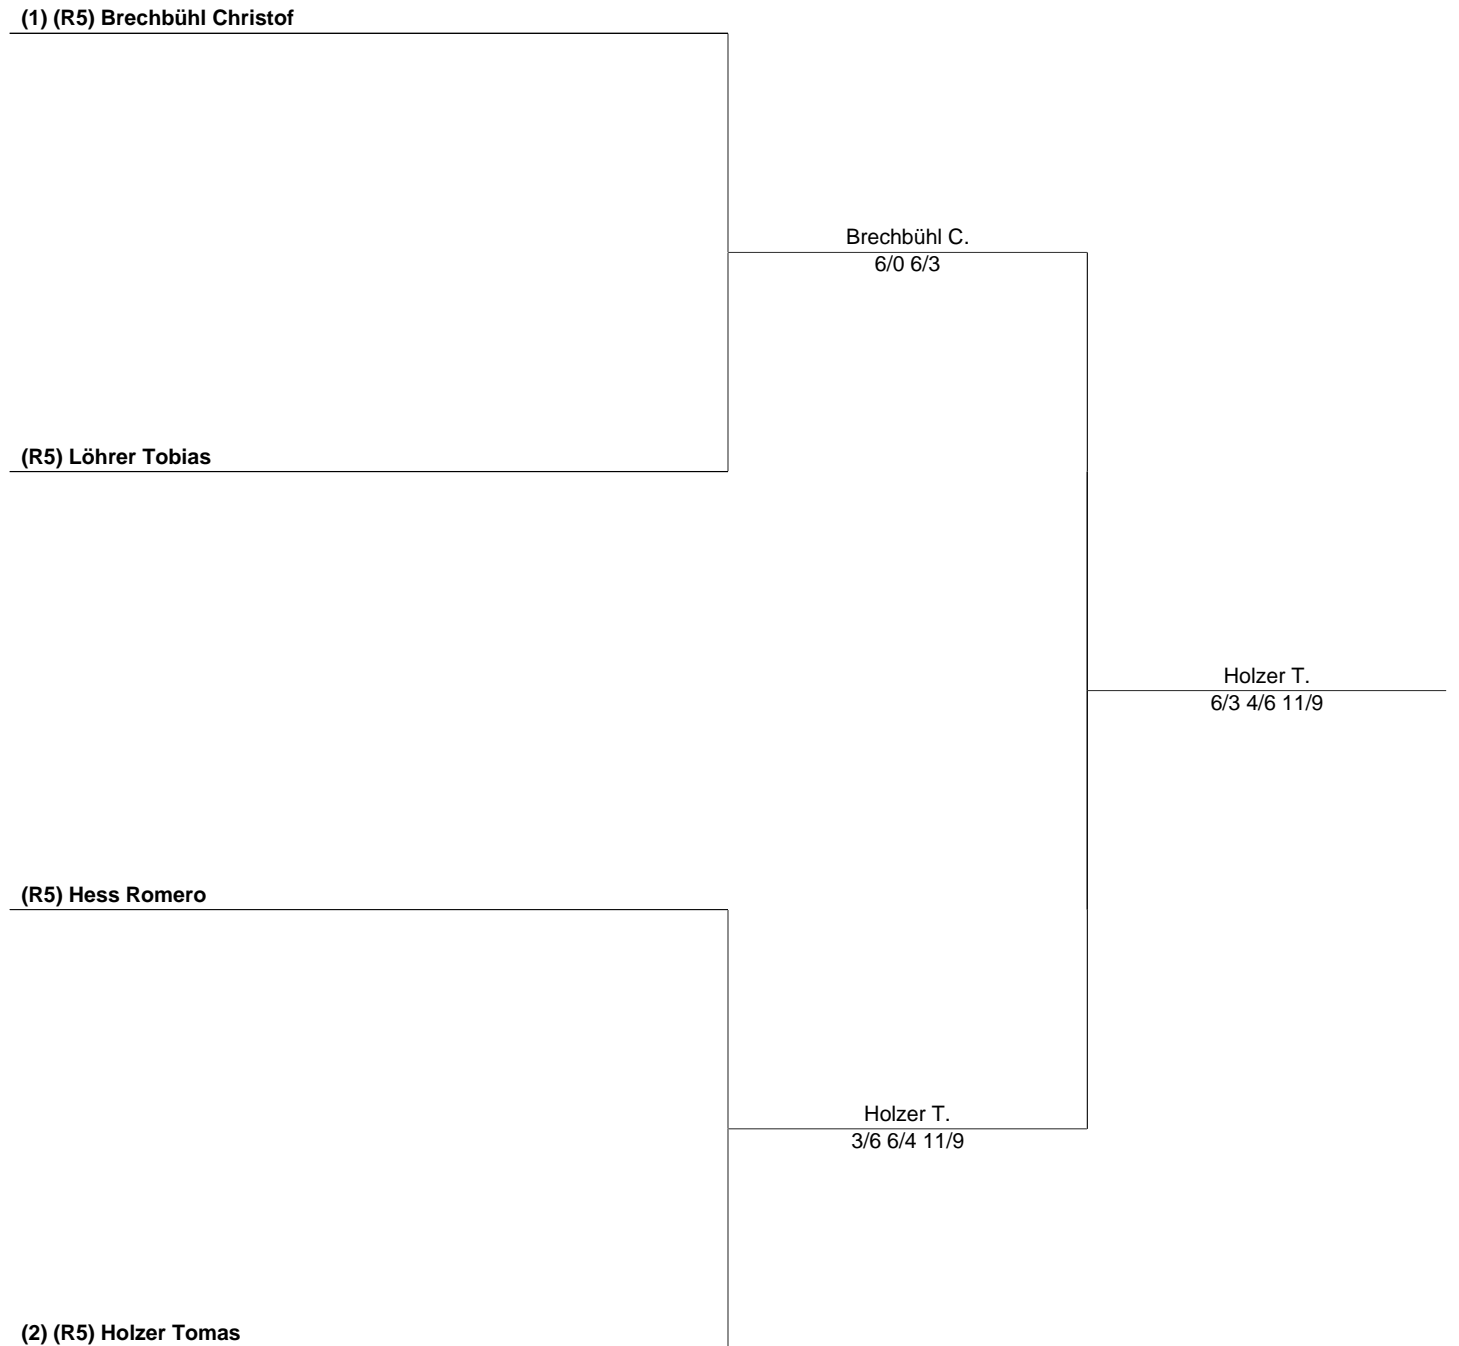 (1) (R5) Brechbühl Christof
Brechbühl C.
6/0 6/3
(R5) Löhrer Tobias
Holzer T.
6/3 4/6 11/9
(R5) Hess Romero
Holzer T.
3/6 6/4 11/9
(2) (R5) Holzer Tomas